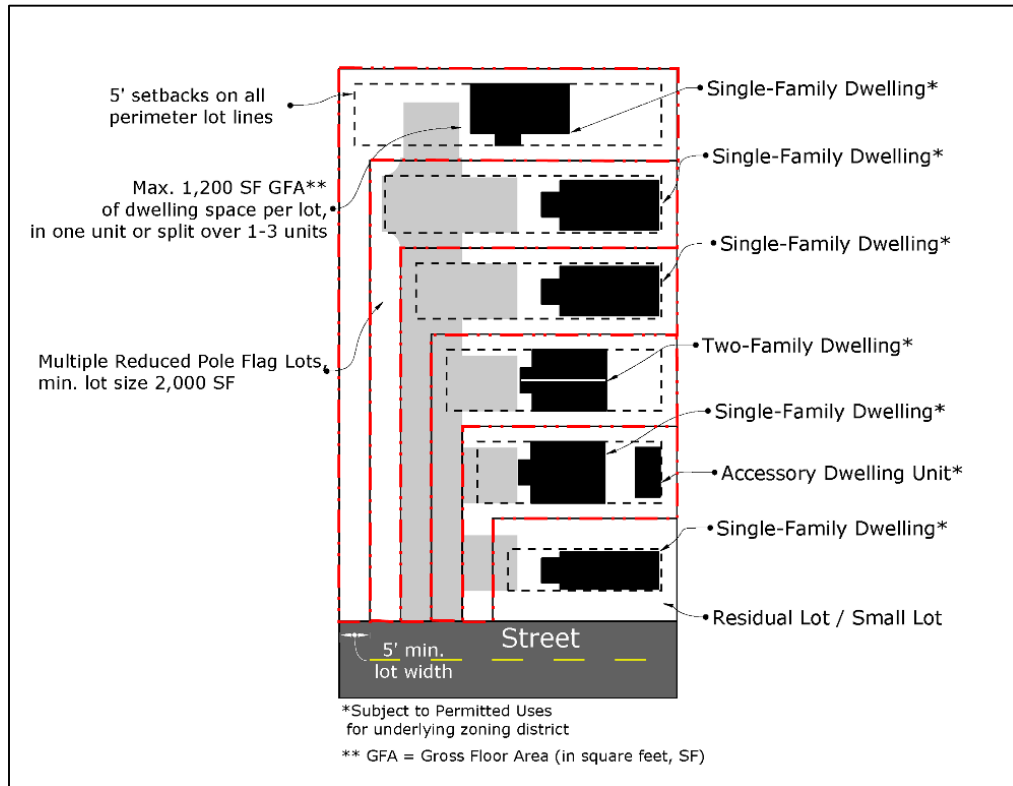 5' setbacks on all
perimeter lot lines
Single-Family Dwelling*
Single-Family Dwelling*
Max. 1,200 SF GFA**
of dwelling space per lot,
in one unit or split over 1-3 units
Single-Family Dwelling*
Multiple Reduced Pole Flag Lots,
min. lot size 2,000 SF
Two-Family Dwelling*
Single-Family Dwelling*
Accessory Dwelling Unit*
Single-Family Dwelling*
Residual Lot / Small Lot
Street
5' min.
lot width
*Subject to Permitted Uses
for underlying zoning district
** GFA = Gross Floor Area (in square feet, SF)